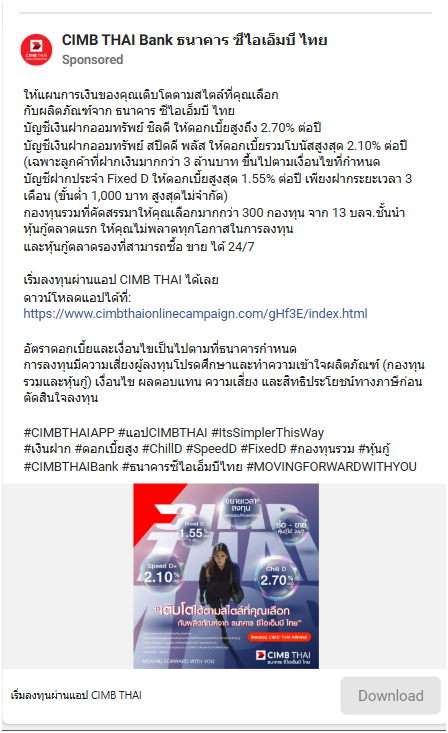 CIMB THAI Bank ธนาคาร ซีไอเอ็มบี ไทย
Sponsored
ให้แผนการเงินของคุณเติบโตตามสไตล์ที่คุณเลือก
กับผลิตภัณฑ์จาก ธนาคาร ซีไอเอ็มบี ไทย
บัญชีเงินฝากออมทรัพย์ ชิลดี ให้ดอกเบี้ยสูงถึง 2.70% ต่อปี
บัญชีเงินฝากออมทรัพย์ สปีดดี พลัส ให้ดอกเบี้ยรวมโบนัสสูงสุด 2.10% ต่อปี
(เฉพาะลูกค้าที่ฝากเงินมากกว่า 3 ล้านบาท ขึ้นไปตามเงื่อนไขที่กำหนด
บัญชีฝากประจำ Fixed D ให้ดอกเบี้ยสูงสุด 1.55% ต่อปี เพียงฝากระยะเวลา 3
เดือน (ขั้นต่ำ 1,000 บาท สูงสุดไม่จำกัด)
กองทุนรวมที่คัดสรรมาให้คุณเลือกมากกว่า 300 กองทุน จาก 13 บลจ.ชั้นนำ
หุ้นกู้ตลาดแรก ให้คุณไม่พลาดทุกโอกาสในการลงทุน
และหุ้นกู้ตลาดรองที่สามารถซื้อ ขาย ได้ 24/7
เริ่มลงทุนผ่านแอป CIMB THAI ได้เลย
ดาวน์โหลดแอปได้ที่:
https://www.cimbthaionlinecampaign.com/gHf3E/index.html
อัตราดอกเบี้ยและเงื่อนไขเป็นไปตามที่ธนาคารกำหนด
การลงทุนมีความเสี่ยงผู้ลงทุนโปรดศึกษาและทำความเข้าใจผลิตภัณฑ์ (กองทุน
รวมและหุ้นกู้) เงื่อนไข ผลตอบแทน ความเสี่ยง และสิทธิประโยชน์ทางภาษีก่อน
ตัดสินใจลงทุน
#CIMBTHAIAPP #แอปCIMBTHAI #ItsSimplerThisWay
#เงินฝาก #ดอกเบี้ยสูง #ChillD #SpeedD #FixedD #กองทุนรวม #หุ้นกู้
#CIMBTHAIBank #ธนาคารซีไอเอ็มบีไทย #MOVINGFORWARDWITHYOU
CIMB
THAI
ขยายเวลา
ลงทุน
Fixed D
1.55%
ซื้อ - ขาย
หุ้นกู้ 24/7
Speed D+
2.10%
Chill D
2.70%
"เติบโตได้ตามสไตล์ที่คุณเลือก
กับผลิตภัณฑ์จาก ธนาคาร ซีไอเอ็มบี ไทย"
MOVING FORWARD WITH YOU
CIMB THAI
ธนาคาร ซีไอเอ็มบี ไทย
เริ่มลงทุนผ่านแอป CIMB THAI
Download